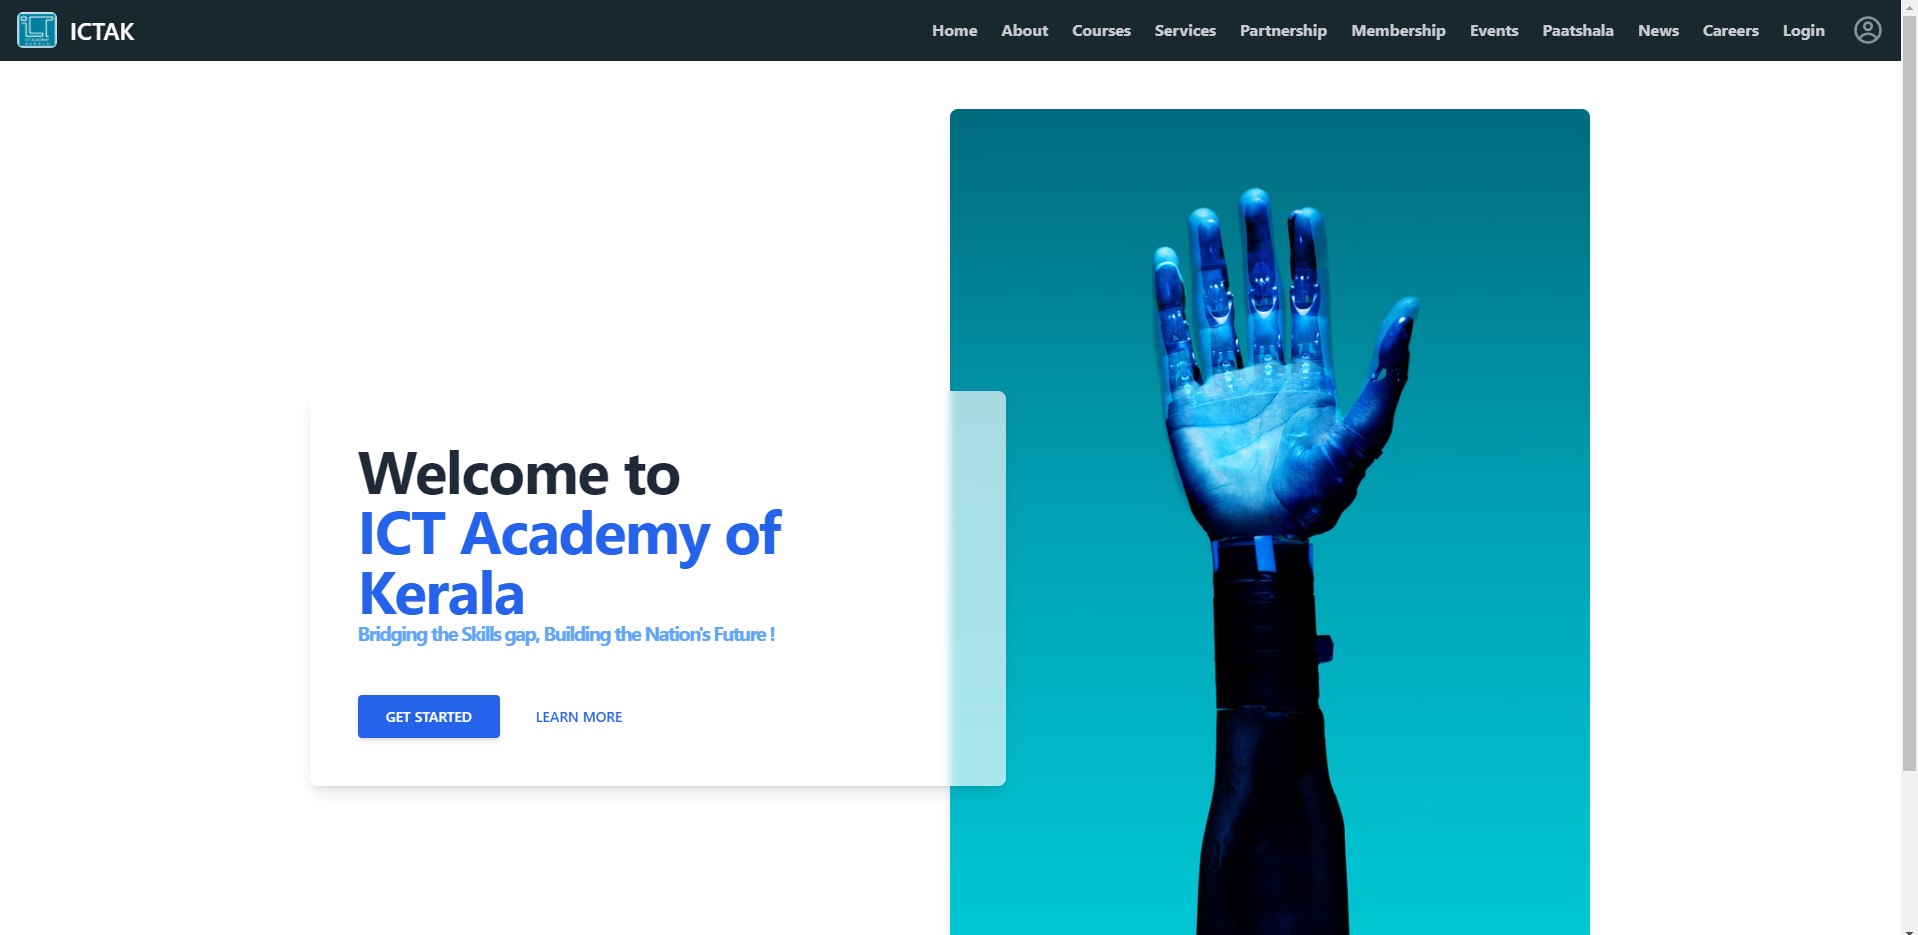 ICTAK
Home About Courses Services Partnership Membership Events Paatshala News Careers Login
Welcome to
ICT Academy of
Kerala
Bridging the Skills gap, Building the Nation's Future !
GET STARTED LEARN MORE